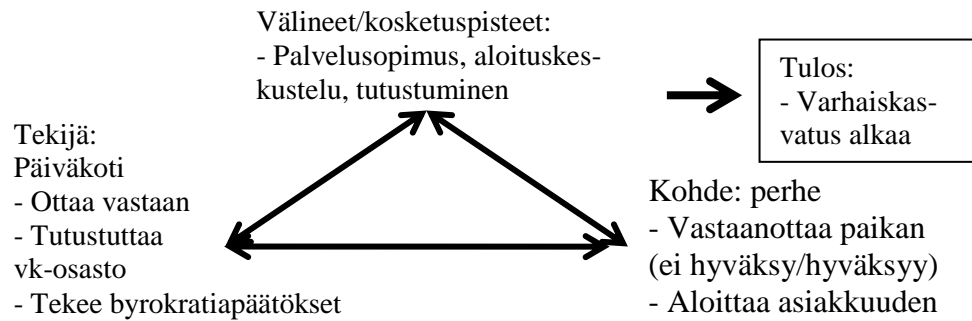 Välineet/kosketuspisteet:
- Palvelusopimus, aloituskes-
kustelu, tutustuminen
Tulos:
- Varhaiskas-
vatus alkaa
Tekijä:
Päiväkoti
- Ottaa vastaan
- Tutustuttaa
vk-osasto
- Tekee byrokratiapäätökset
Kohde: perhe
- Vastaanottaa paikan
(ei hyväksy/hyväksyy)
- Aloittaa asiakkuuden